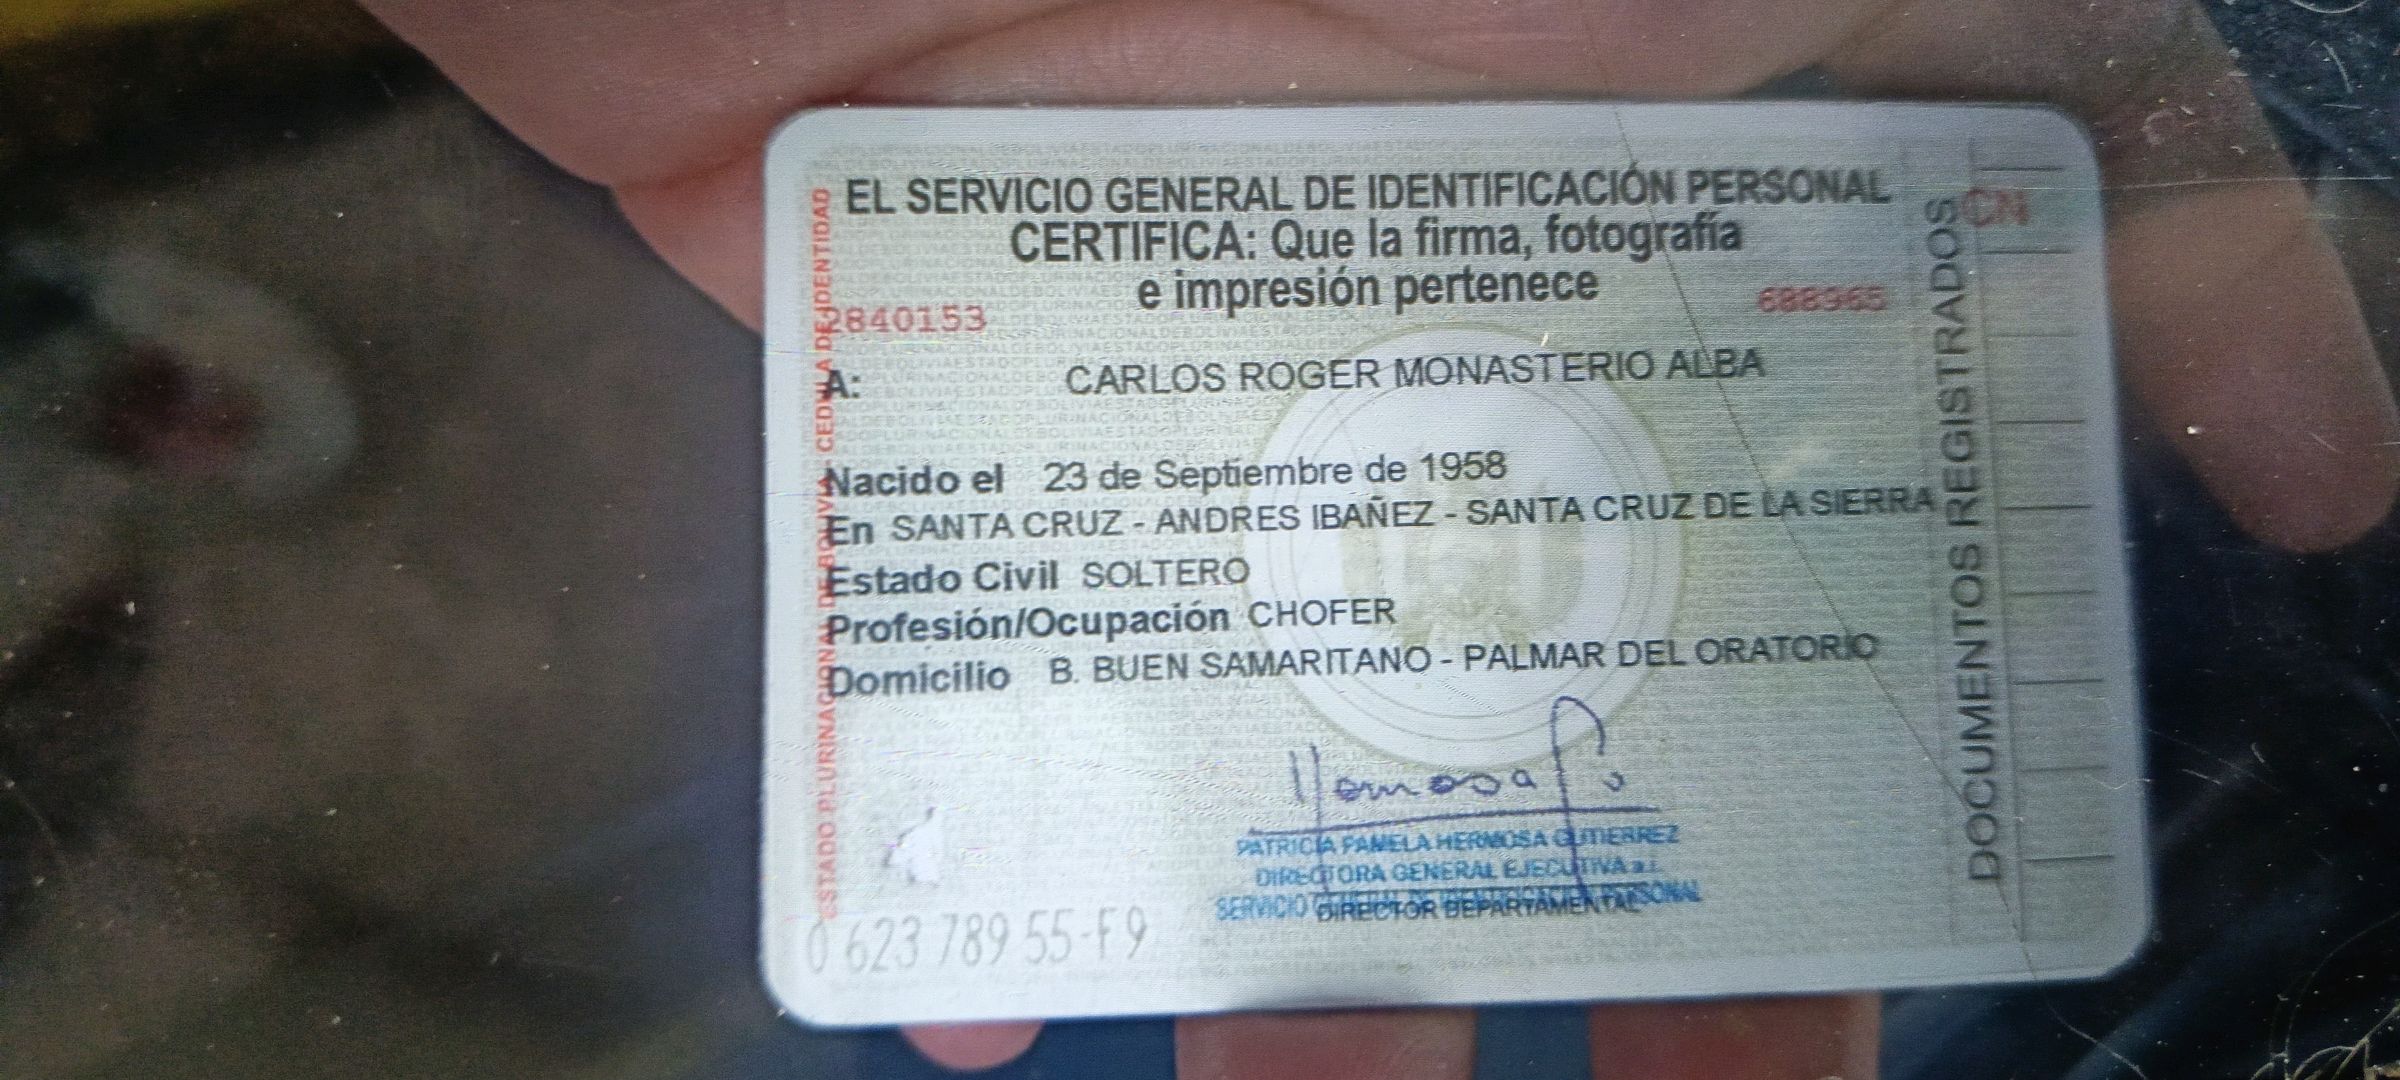 EL SERVICIO GENERAL DE IDENTIFICACIÓN PERSONAL
CERTIFICA: Que la firma, fotografía
e impresión pertenece
2840153
688965
A: CARLOS ROGER MONASTERIO ALBA
Nacido el 23 de Septiembre de 1958
En SANTA CRUZ - ANDRES IBAÑEZ - SANTA CRUZ DE LA SIERRA
Estado Civil SOLTERO
Profesión/Ocupación CHOFER
Domicilio B. BUEN SAMARITANO - PALMAR DEL ORATORIO
PATRICIA PAMELA HERMOSA GUTIERREZ
DIRECTORA GENERAL EJECUTIVA a.i.
SERVICIO GENERAL DE IDENTIFICACION PERSONAL
DIRECTOR DEPARTAMENTAL
0 623 789 55-F9
ESTADO PLURINACIONAL DE BOLIVIA - CEDULA DE IDENTIDAD
DOCUMENTOS REGISTRADOS
CN